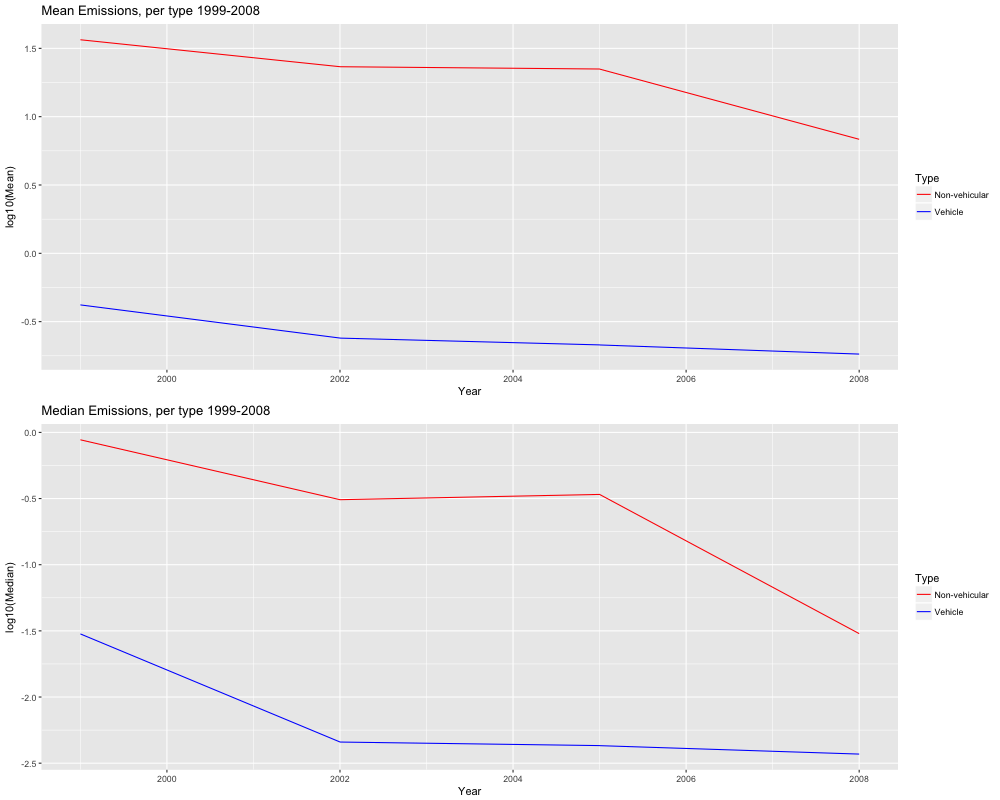 Mean Emissions, per type 1999-2008
1.5
1.0
0.5
0.0
-0.5
log10(Mean)
2000 2002 2004 2006 2008
Year
Type
Non-vehicular
Vehicle
Median Emissions, per type 1999-2008
0.0
-0.5
-1.0
-1.5
-2.0
-2.5
log10(Median)
2000 2002 2004 2006 2008
Year
Type
Non-vehicular
Vehicle